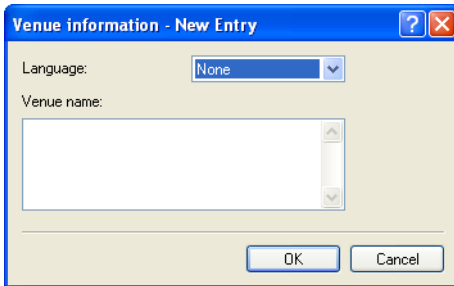 Venue information - New Entry
Language: None
Venue name:
OK Cancel